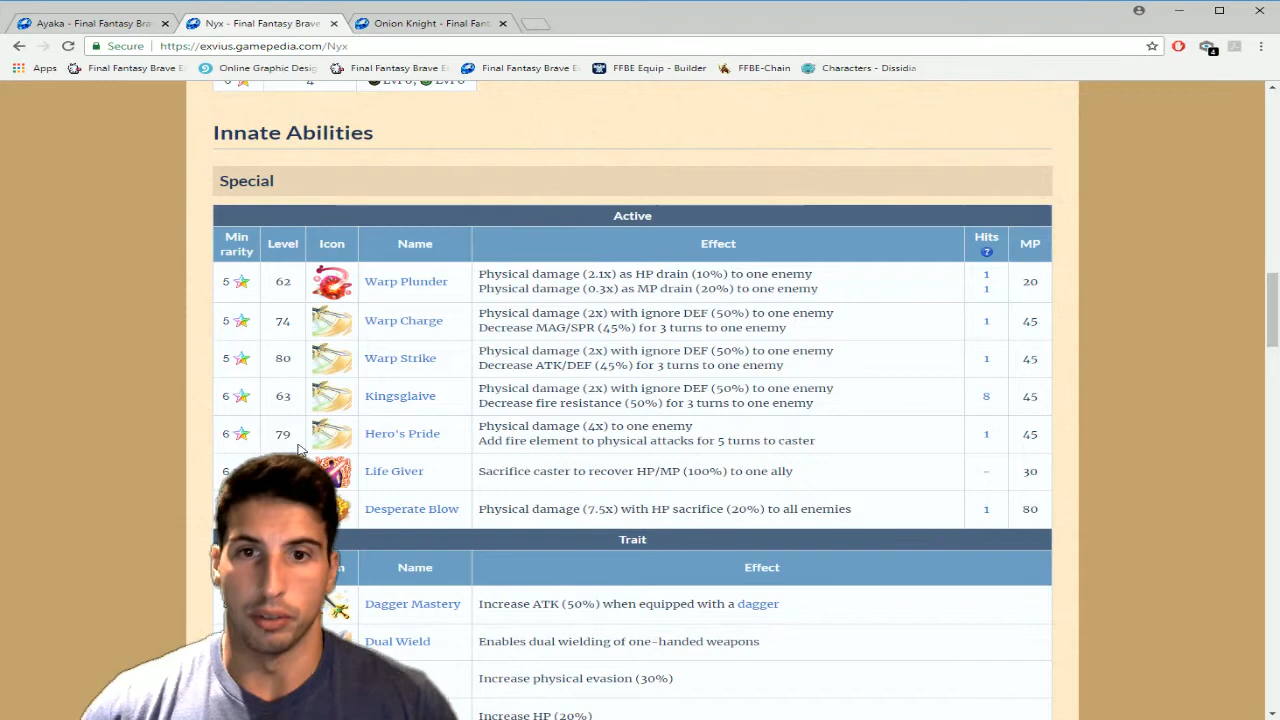 Ayaka - Final Fantasy Bra
Nyx - Final Fantasy Brave
Onion Knight - Final Fant
Secure
https://exvius.gamepedia.com/Nyx
4
Apps
Final Fantasy Brave E
Online Graphic Desig
Final Fantasy Brave E
Final Fantasy Brave E
FFBE Equip - Builder
FFBE-Chain
Characters - Dissidia
Innate Abilities
Special
Active
Min rarity Level Icon Name Effect Hits ? MP
5 62 Warp Plunder Physical damage (2.1x) as HP drain (10%) to one enemy 1 20
Physical damage (0.3x) as MP drain (20%) to one enemy 1
5 74 Warp Charge Physical damage (2x) with ignore DEF (50%) to one enemy 1 45
Decrease MAG/SPR (45%) for 3 turns to one enemy
5 80 Warp Strike Physical damage (2x) with ignore DEF (50%) to one enemy 1 45
Decrease ATK/DEF (45%) for 3 turns to one enemy
6 63 Kingsglaive Physical damage (2x) with ignore DEF (50%) to one enemy 8 45
Decrease fire resistance (50%) for 3 turns to one enemy
6 79 Hero's Pride Physical damage (4x) to one enemy 1 45
Add fire element to physical attacks for 5 turns to caster
Life Giver Sacrifice caster to recover HP/MP (100%) to one ally – 30
Desperate Blow Physical damage (7.5x) with HP sacrifice (20%) to all enemies 1 80
Trait
Name Effect
Dagger Mastery Increase ATK (50%) when equipped with a dagger
Dual Wield Enables dual wielding of one-handed weapons
Increase physical evasion (30%)
Increase HP (20%)